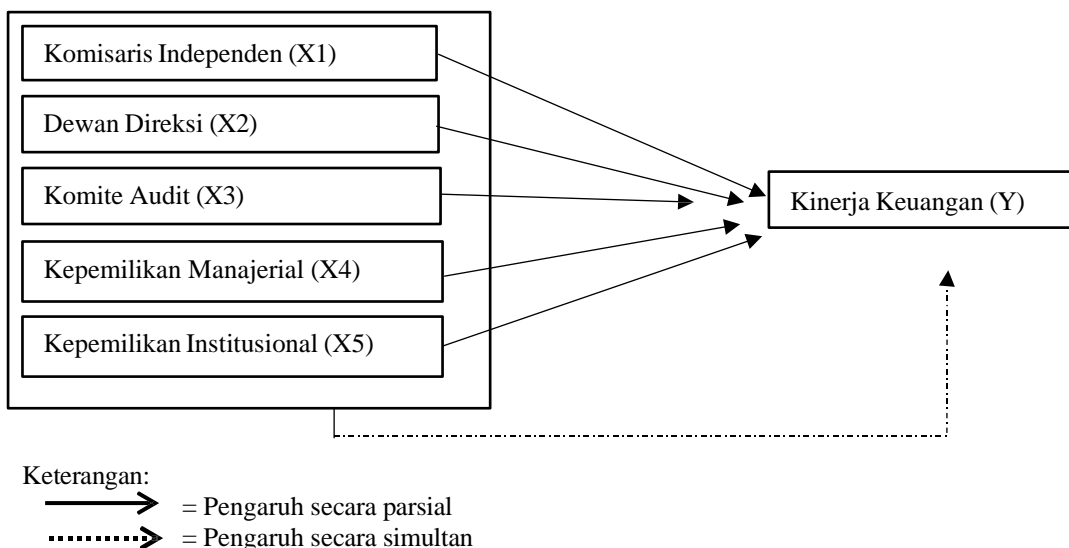 Komisaris Independen (X1)
Dewan Direksi (X2)
Komite Audit (X3)
Kepemilikan Manajerial (X4)
Kepemilikan Institusional (X5)
Kinerja Keuangan (Y)
Keterangan:
= Pengaruh secara parsial
= Pengaruh secara simultan